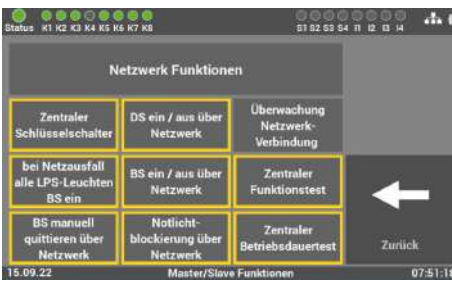 Status K1 K2 K3 K4 K5 K6 K7 K8
S1 S2 S3 S4 I1 I2 I3 I4
Netzwerk Funktionen
Zentraler
Schlüsselschalter
DS ein / aus über
Netzwerk
Überwachung
Netzwerk-
Verbindung
bei Netzausfall
alle LPS-Leuchten
BS ein
BS ein / aus über
Netzwerk
Zentraler
Funktionstest
BS manuell
quittieren über
Netzwerk
Notlicht-
blockierung über
Netzwerk
Zentraler
Betriebsdauertest
Zurück
15.09.22
Master/Slave Funktionen
07:51:18